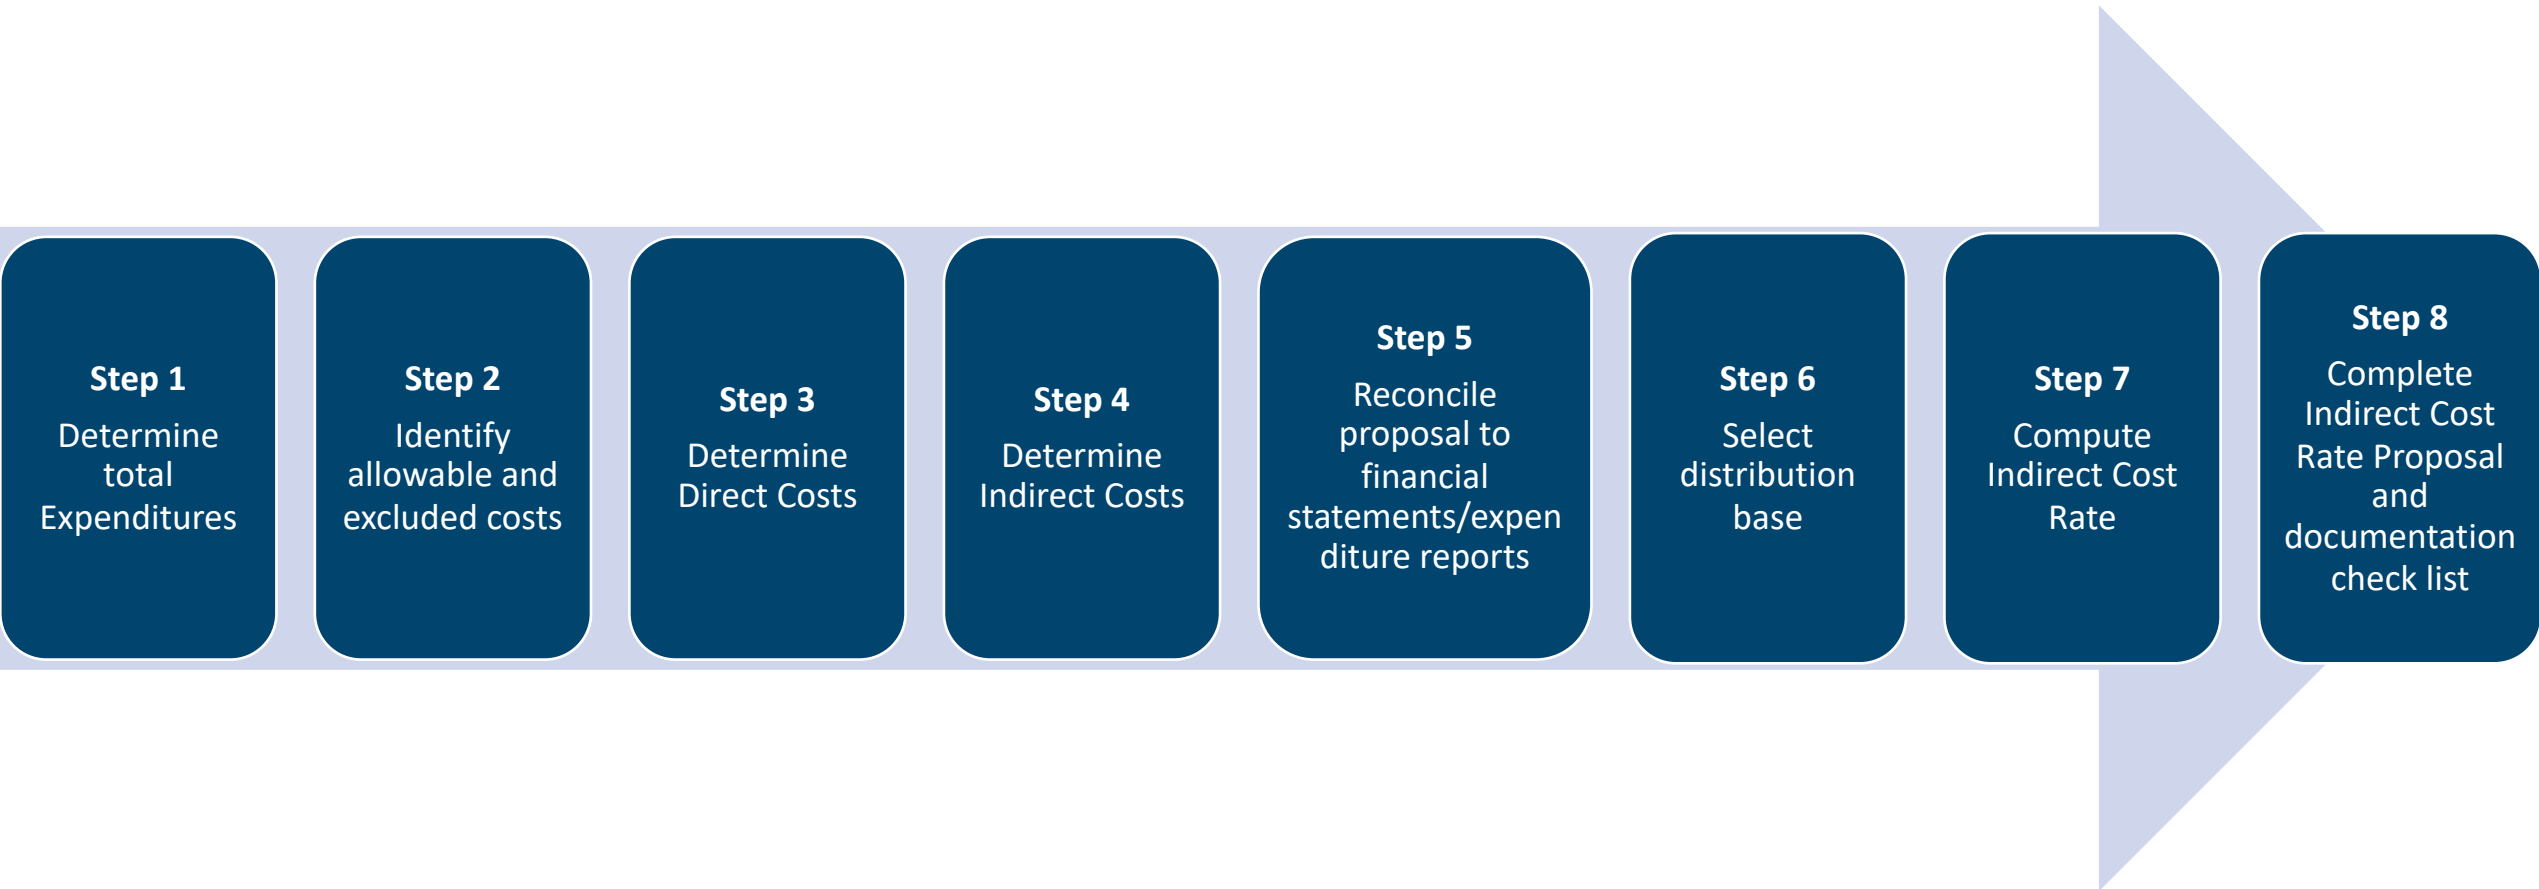 Step 1
Determine
total
Expenditures
Step 2
Identify
allowable and
excluded costs
Step 3
Determine
Direct Costs
Step 4
Determine
Indirect Costs
Step 5
Reconcile
proposal to
financial
statements/expen
diture reports
Step 6
Select
distribution
base
Step 7
Compute
Indirect Cost
Rate
Step 8
Complete
Indirect Cost
Rate Proposal
and
documentation
check list